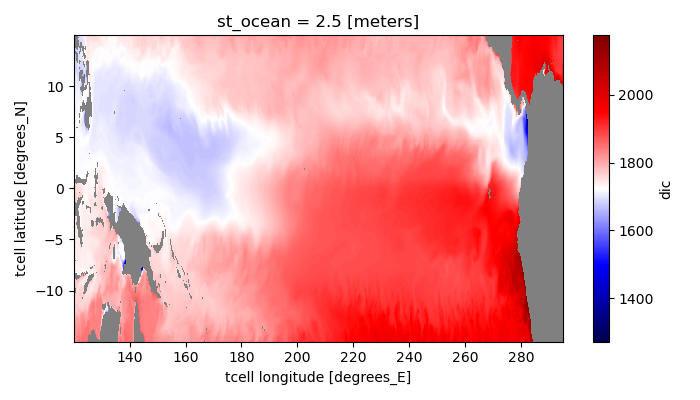 st_ocean = 2.5 [meters]
tcell latitude [degrees_N]
10
5
0
−5
−10
140 160 180 200 220 240 260 280
tcell longitude [degrees_E]
2000
1800
1600
1400
dic